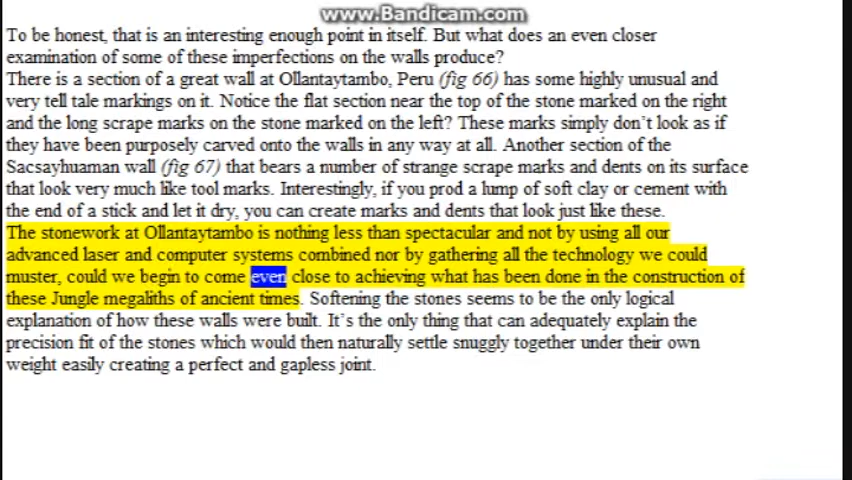 www.Bandicam.com
To be honest, that is an interesting enough point in itself. But what does an even closer
examination of some of these imperfections on the walls produce?
There is a section of a great wall at Ollantaytambo, Peru (fig 66) has some highly unusual and
very tell tale markings on it. Notice the flat section near the top of the stone marked on the right
and the long scrape marks on the stone marked on the left? These marks simply don't look as if
they have been purposely carved onto the walls in any way at all. Another section of the
Sacsayhuaman wall (fig 67) that bears a number of strange scrape marks and dents on its surface
that look very much like tool marks. Interestingly, if you prod a lump of soft clay or cement with
the end of a stick and let it dry, you can create marks and dents that look just like these.
The stonework at Ollantaytambo is nothing less than spectacular and not by using all our
advanced laser and computer systems combined nor by gathering all the technology we could
muster, could we begin to come even close to achieving what has been done in the construction of
these Jungle megaliths of ancient times. Softening the stones seems to be the only logical
explanation of how these walls were built. It's the only thing that can adequately explain the
precision fit of the stones which would then naturally settle snuggly together under their own
weight easily creating a perfect and gapless joint.